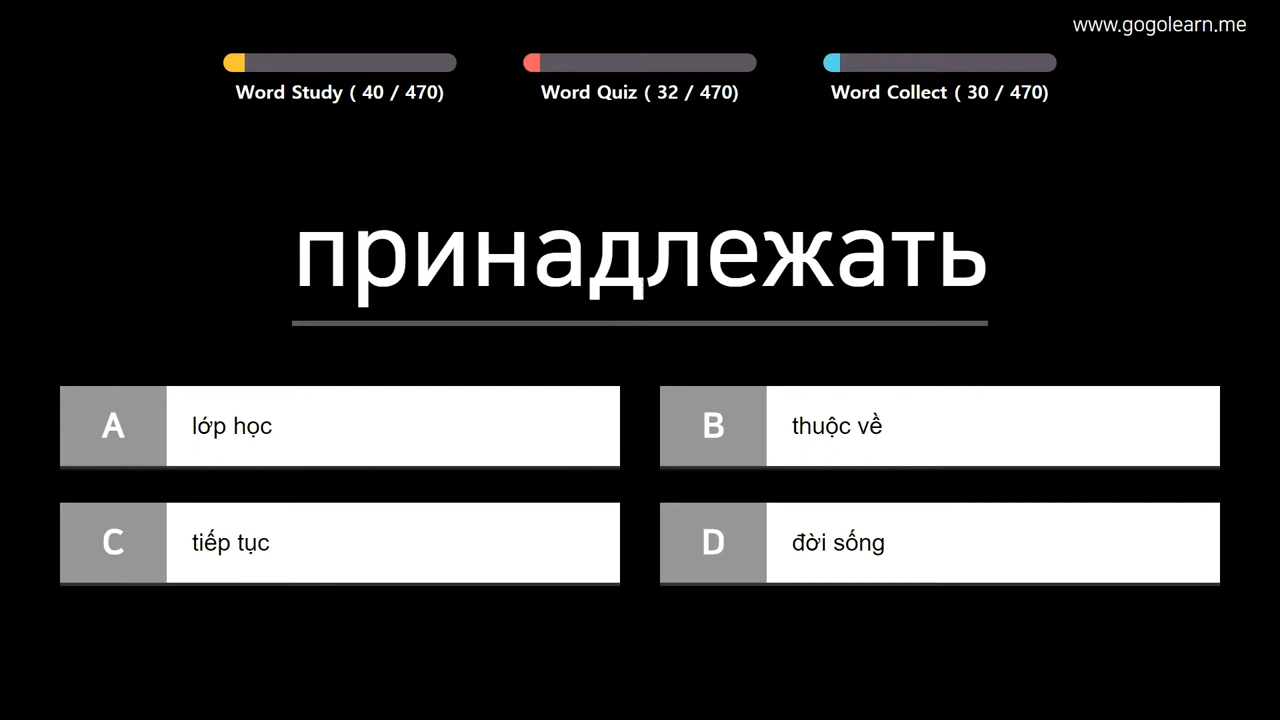 www.gogolearn.me
Word Study ( 40 / 470)
Word Quiz ( 32 / 470)
Word Collect ( 30 / 470)
принадлежать
A lớp học
B thuộc về
C tiếp tục
D đời sống